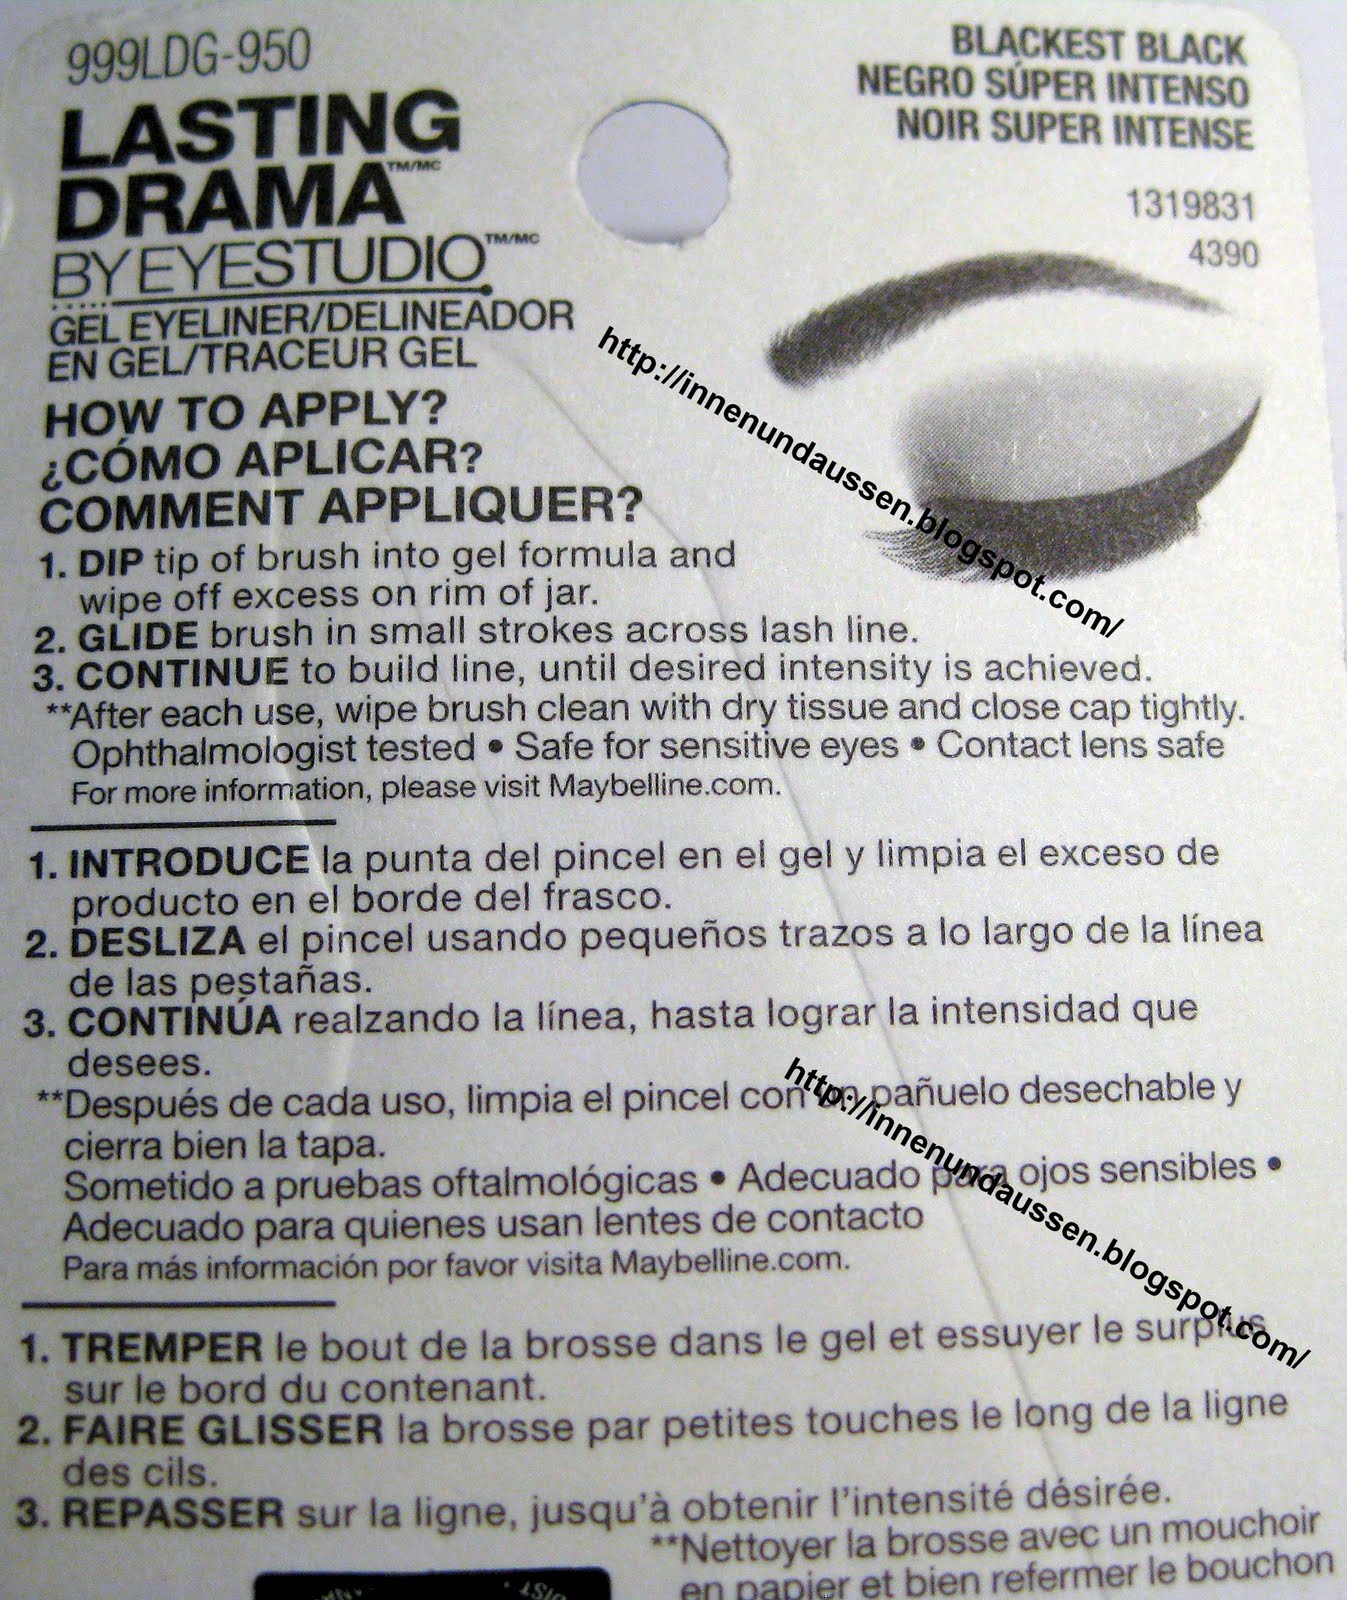 999LDG-950
LASTING
DRAMA™/MC
BY EYESTUDIO™/MC
GEL EYELINER/DELINEADOR
EN GEL/TRACEUR GEL
BLACKEST BLACK
NEGRO SÚPER INTENSO
NOIR SUPER INTENSE
1319831
4390
http://innenundaussen.blogspot.com/
HOW TO APPLY?
¿CÓMO APLICAR?
COMMENT APPLIQUER?
1. DIP tip of brush into gel formula and
wipe off excess on rim of jar.
2. GLIDE brush in small strokes across lash line.
3. CONTINUE to build line, until desired intensity is achieved.
**After each use, wipe brush clean with dry tissue and close cap tightly.
Ophthalmologist tested • Safe for sensitive eyes • Contact lens safe
For more information, please visit Maybelline.com.
1. INTRODUCE la punta del pincel en el gel y limpia el exceso de
producto en el borde del frasco.
2. DESLIZA el pincel usando pequeños trazos a lo largo de la línea
de las pestañas.
3. CONTINÚA realzando la línea, hasta lograr la intensidad que
desees.
**Después de cada uso, limpia el pincel con un pañuelo desechable y
cierra bien la tapa.
Sometido a pruebas oftalmológicas • Adecuado para ojos sensibles •
Adecuado para quienes usan lentes de contacto
Para más información por favor visita Maybelline.com.
http://innenundaussen.blogspot.com/
1. TREMPER le bout de la brosse dans le gel et essuyer le surplus
sur le bord du contenant.
2. FAIRE GLISSER la brosse par petites touches le long de la ligne
des cils.
3. REPASSER sur la ligne, jusqu'à obtenir l'intensité désirée.
**Nettoyer la brosse avec un mouchoir
en papier et bien refermer le bouchon